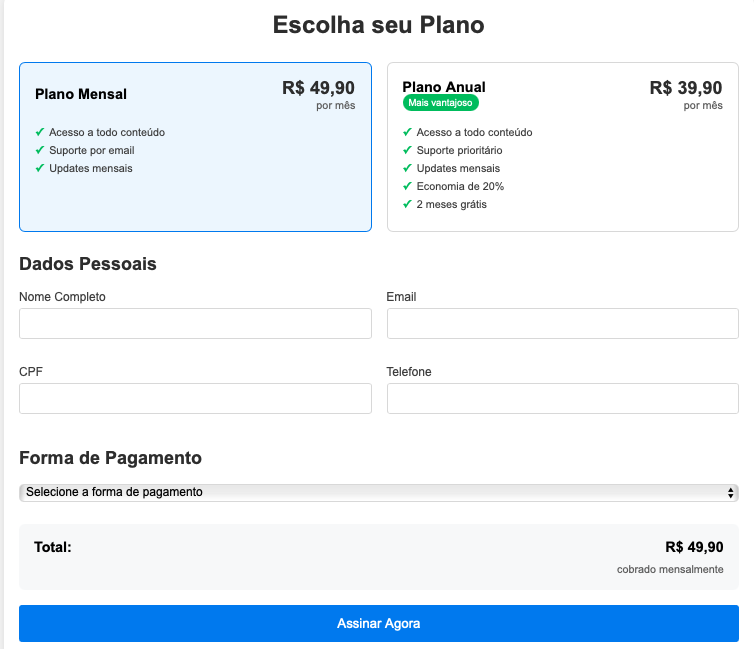 Escolha seu Plano
Plano Mensal
R$ 49,90
por mês
✔ Acesso a todo conteúdo
✔ Suporte por email
✔ Updates mensais
Plano Anual
Mais vantajoso
R$ 39,90
por mês
✔ Acesso a todo conteúdo
✔ Suporte prioritário
✔ Updates mensais
✔ Economia de 20%
✔ 2 meses grátis
Dados Pessoais
Nome Completo
Email
CPF
Telefone
Forma de Pagamento
Selecione a forma de pagamento
Total:
R$ 49,90
cobrado mensalmente
Assinar Agora